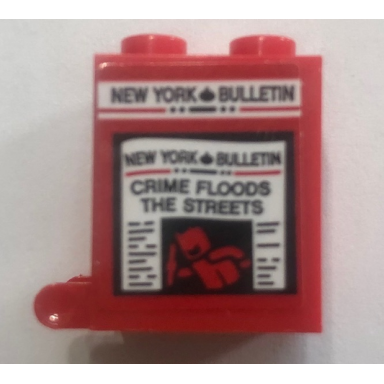 NEW YORK BULLETIN
NEW YORK BULLETIN
CRIME FLOODS
THE STREETS